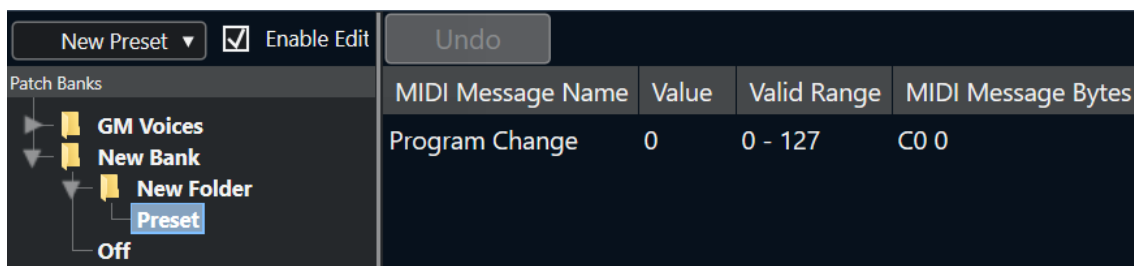 New Preset ▼ Enable Edit Undo
Patch Banks
MIDI Message Name Value Valid Range MIDI Message Bytes
GM Voices
Program Change 0 0 - 127 C0 0
New Bank
New Folder
Preset
Off